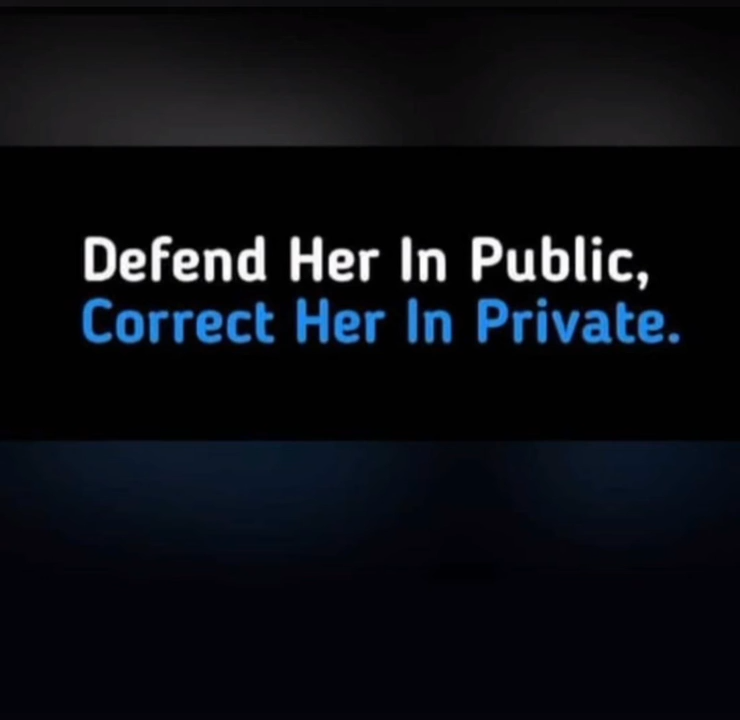 Defend Her In Public,
Correct Her In Private.